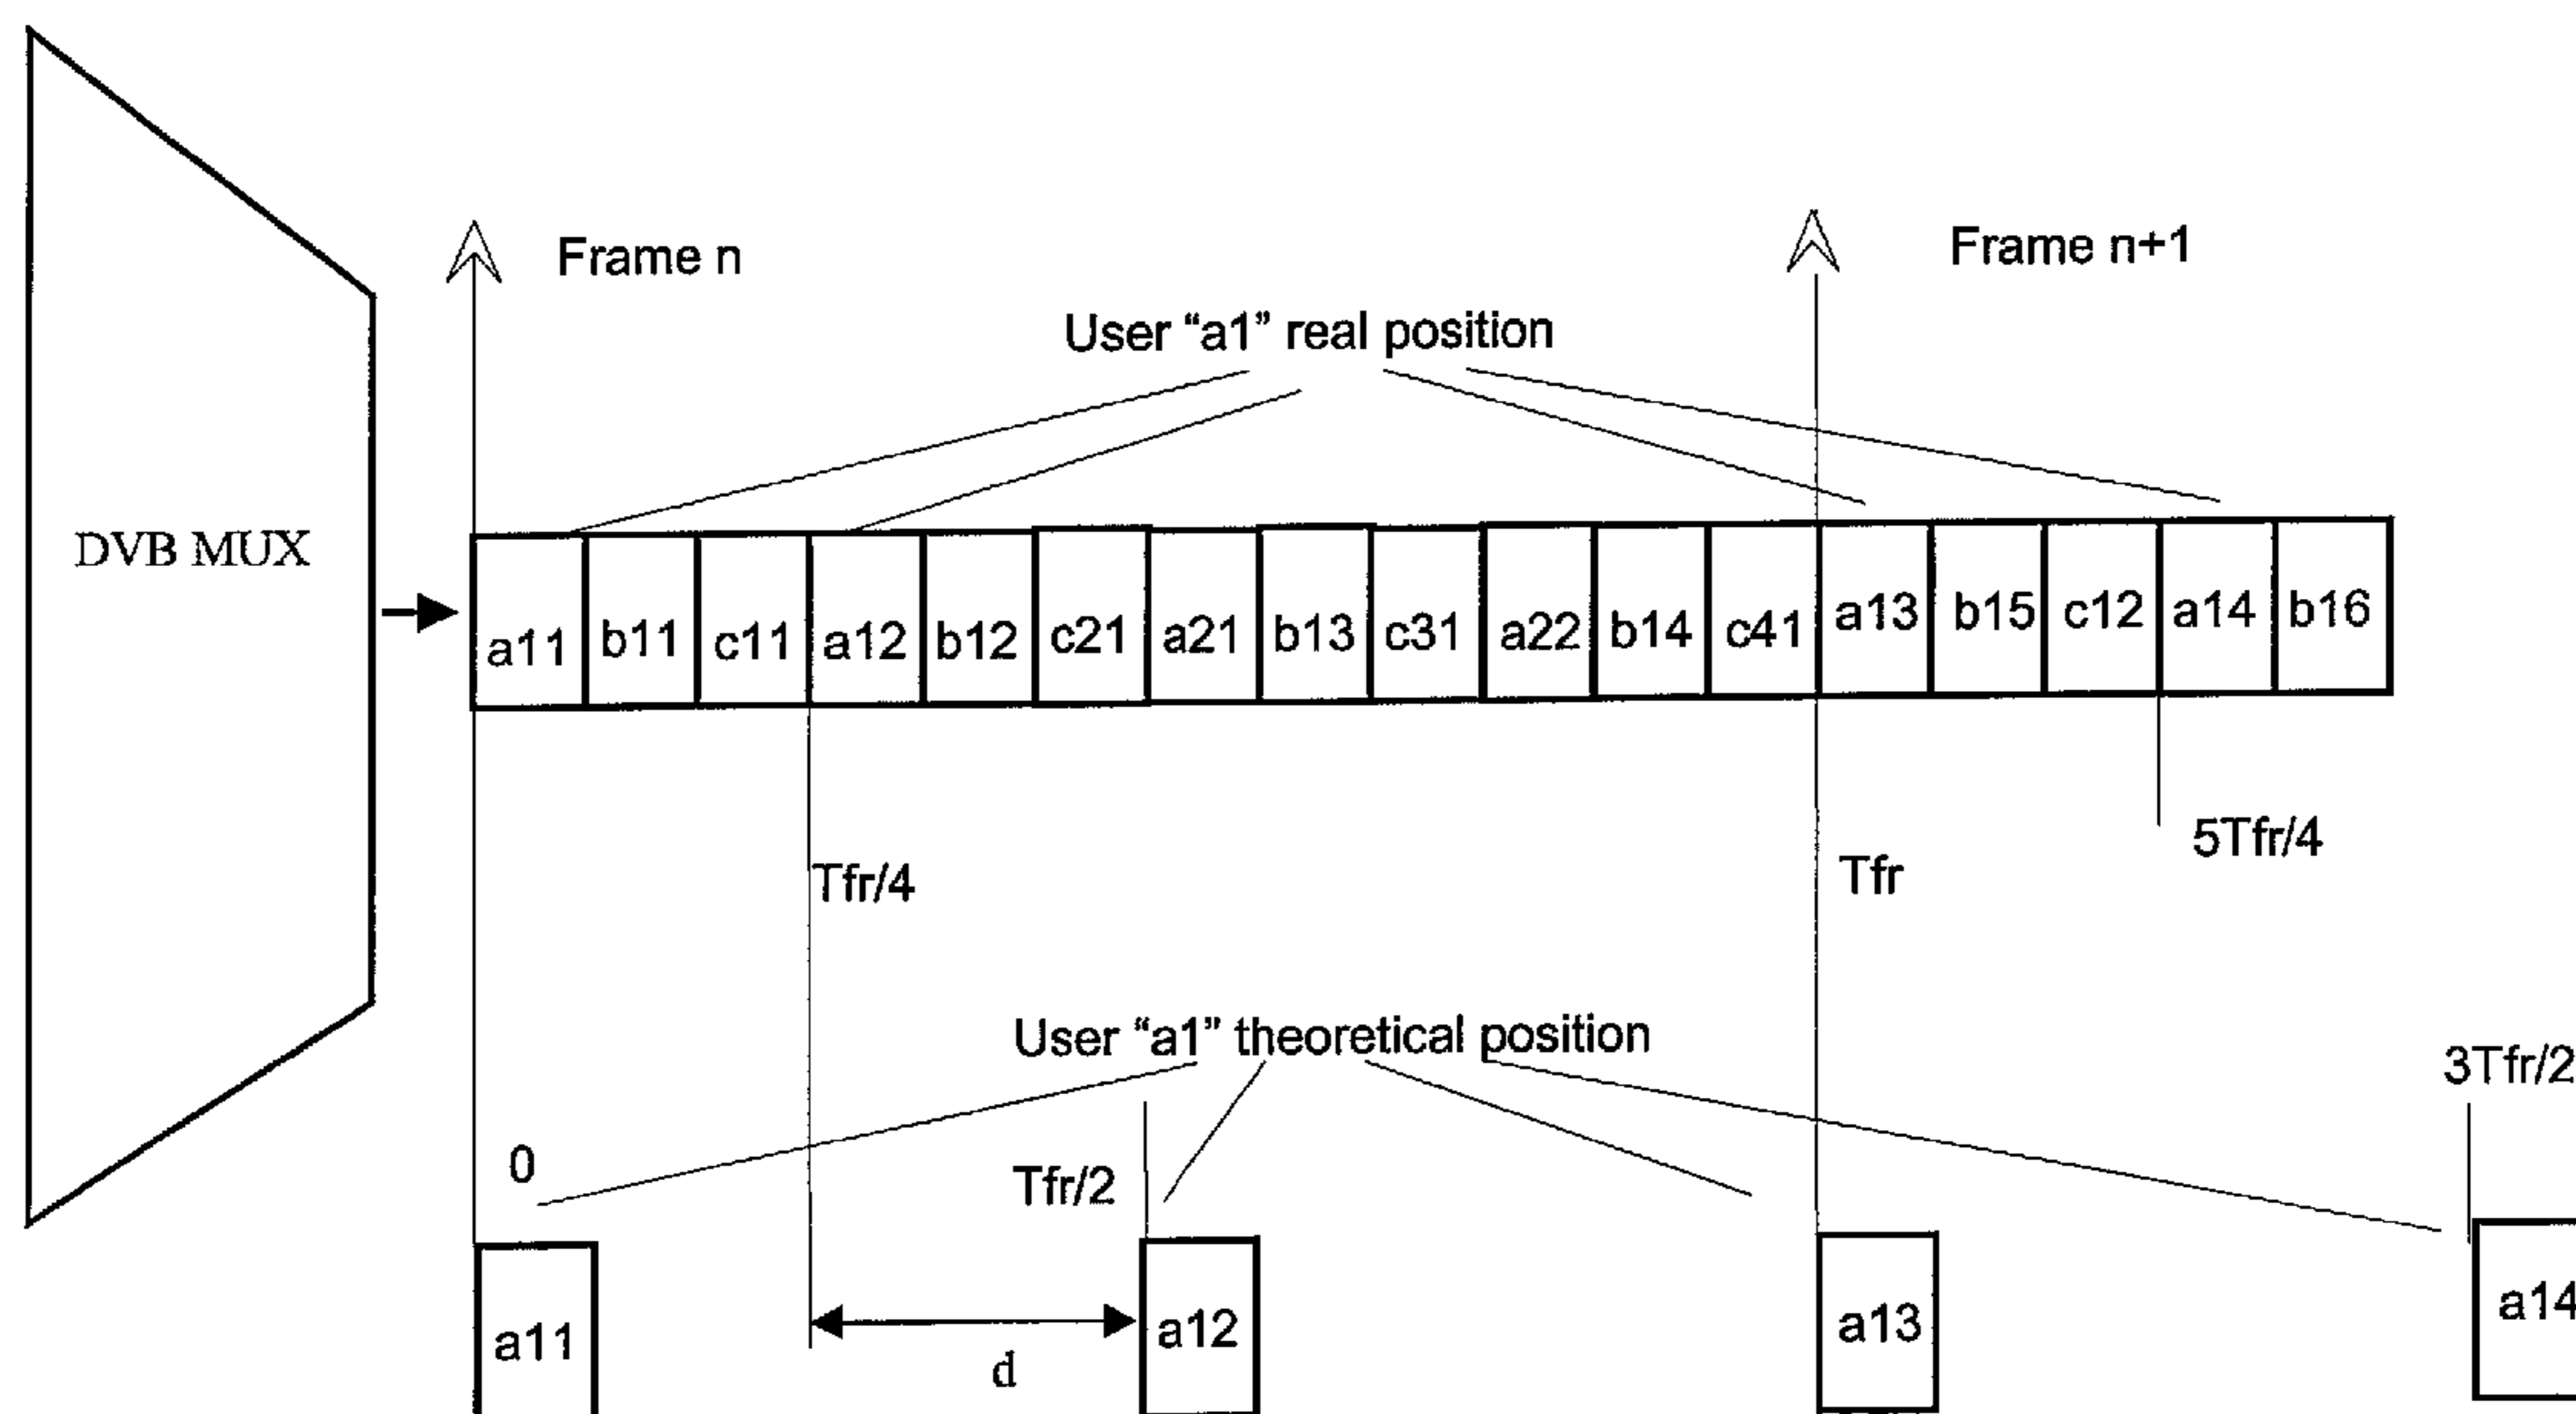 Frame n
Frame n+1
User “a1” real position
DVB MUX
a11 b11 c11 a12 b12 c21 a21 b13 c31 a22 b14 c41 a13 b15 c12 a14 b16
5Tfr/4
Tfr/4
Tfr
User “a1” theoretical position
3Tfr/2
0
Tfr/2
a11
a12
a13
a14
d